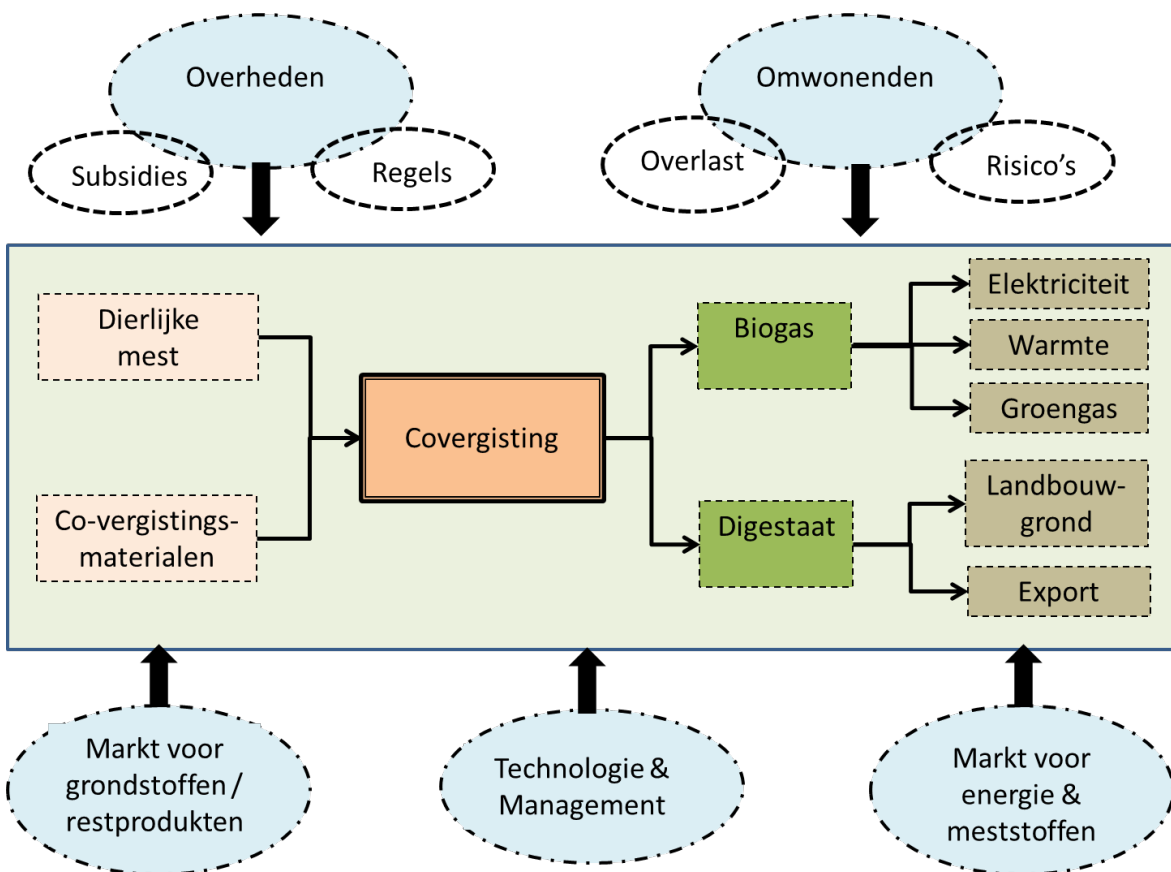 Overheden
Subsidies
Regels
Omwonenden
Overlast
Risico's
Dierlijke
mest
Co-vergistings-
materialen
Covergisting
Biogas
Digestaat
Elektriciteit
Warmte
Groengas
Landbouw-
grond
Export
Markt voor
grondstoffen /
restprodukten
Technologie &
Management
Markt voor
energie &
meststoffen